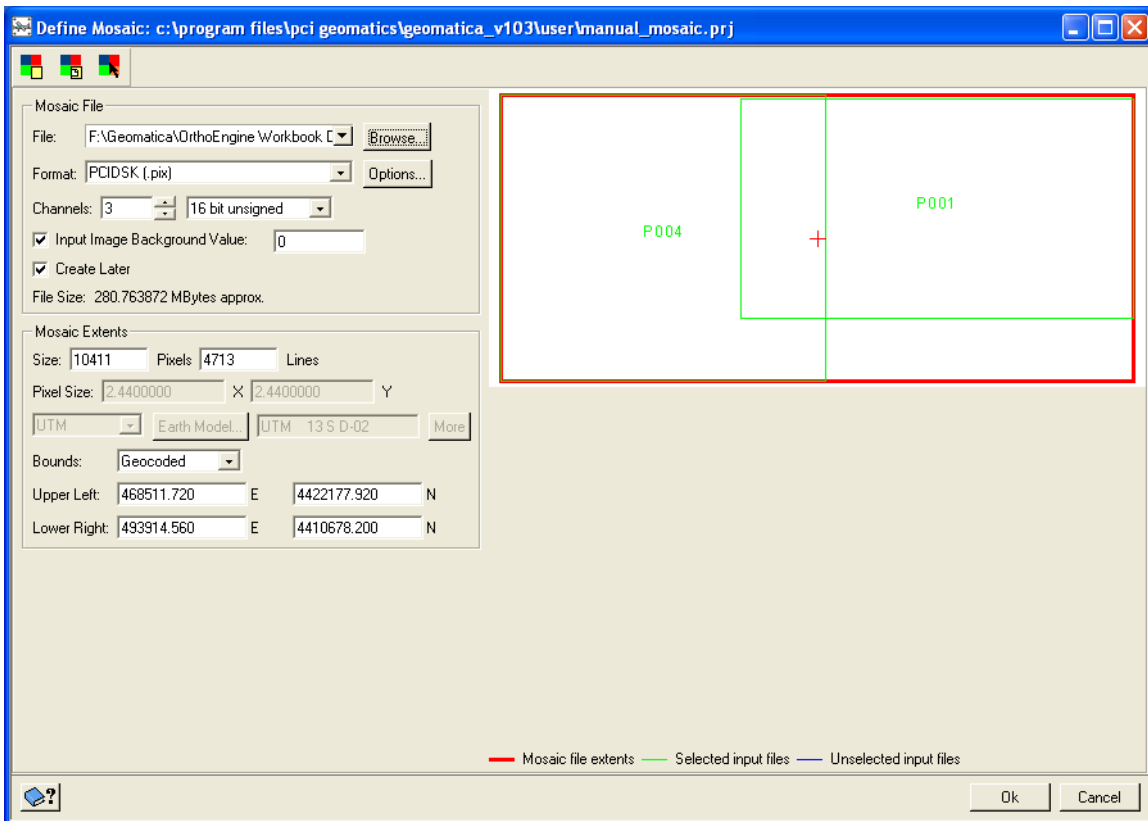 Define Mosaic: c:\program files\pci geomatics\geomatica_v103\user\manual_mosaic.prj
Mosaic File
File: F:\Geomatica\OrthoEngine Workbook D Browse...
Format: PCIDSK (.pix) Options...
Channels: 3 16 bit unsigned
Input Image Background Value: 0
Create Later
File Size: 280.763872 MBytes approx.
Mosaic Extents
Size: 10411 Pixels 4713 Lines
Pixel Size: 2.4400000 X 2.4400000 Y
UTM Earth Model... UTM 13 S D-02 More
Bounds: Geocoded
Upper Left: 468511.720 E 4422177.920 N
Lower Right: 493914.560 E 4410678.200 N
P004
P001
Mosaic file extents Selected input files Unselected input files
? Ok Cancel